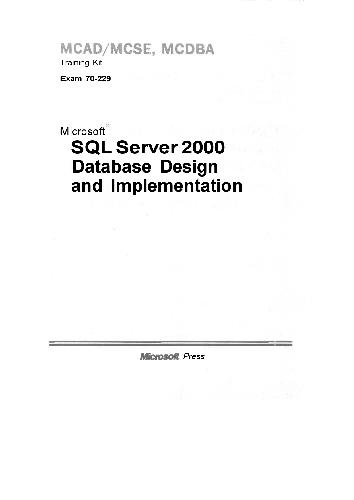 MCAD/MCSE, MCDBA
Training Kit
Exam 70-229
Microsoft®
SQL Server 2000
Database Design
and Implementation
Microsoft Press